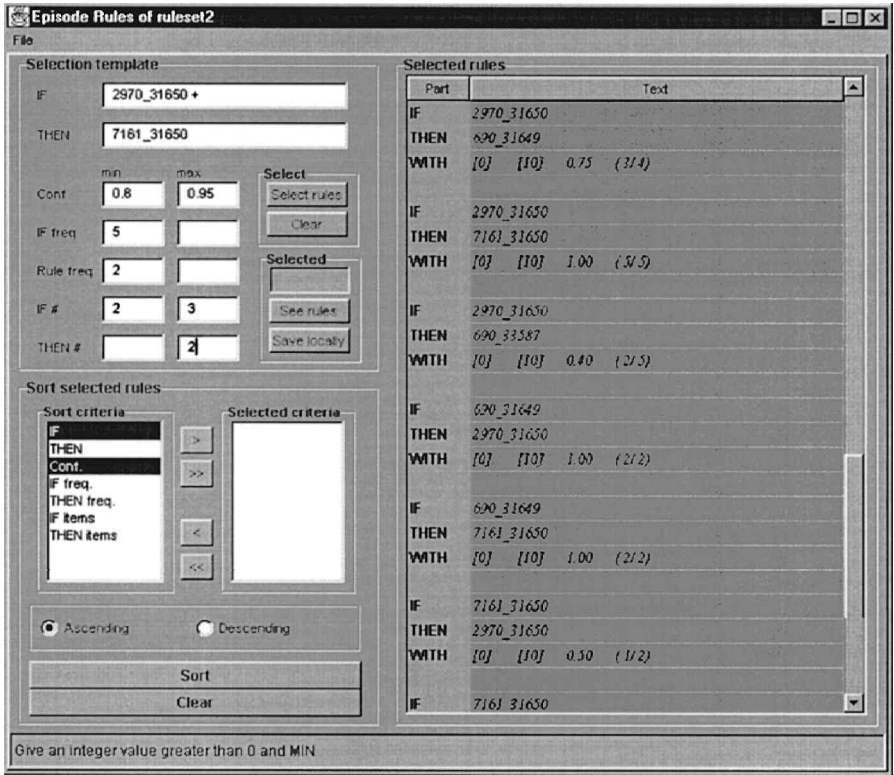 Episode Rules of ruleset2
File
Selection template
IF 2970_31650 +
THEN 7161_31650
min max
Conf 0.8 0.95
IF freq 5
Rule freq 2
IF # 2 3
THEN # 2
Select
Select rules
Clear
Selected
See rules
Save locally
Sort selected rules
Sort criteria
IF
THEN
Conf.
IF freq.
THEN freq.
IF items
THEN items
>
>>
<
<<
Selected criteria
Ascending Descending
Sort
Clear
Selected rules
Part Text
IF 2970_31650
THEN 690_31649
WITH [0] [10] 0.75 (3/4)
IF 2970_31650
THEN 7161_31650
WITH [0] [10] 1.00 (5/5)
IF 2970_31650
THEN 690_33587
WITH [0] [10] 0.40 (2/5)
IF 690_31649
THEN 2970_31650
WITH [0] [10] 1.00 (2/2)
IF 690_31649
THEN 7161_31650
WITH [0] [10] 1.00 (2/2)
IF 7161_31650
THEN 2970_31650
WITH [0] [10] 0.50 (1/2)
IF 7161_31650
Give an integer value greater than 0 and MIN